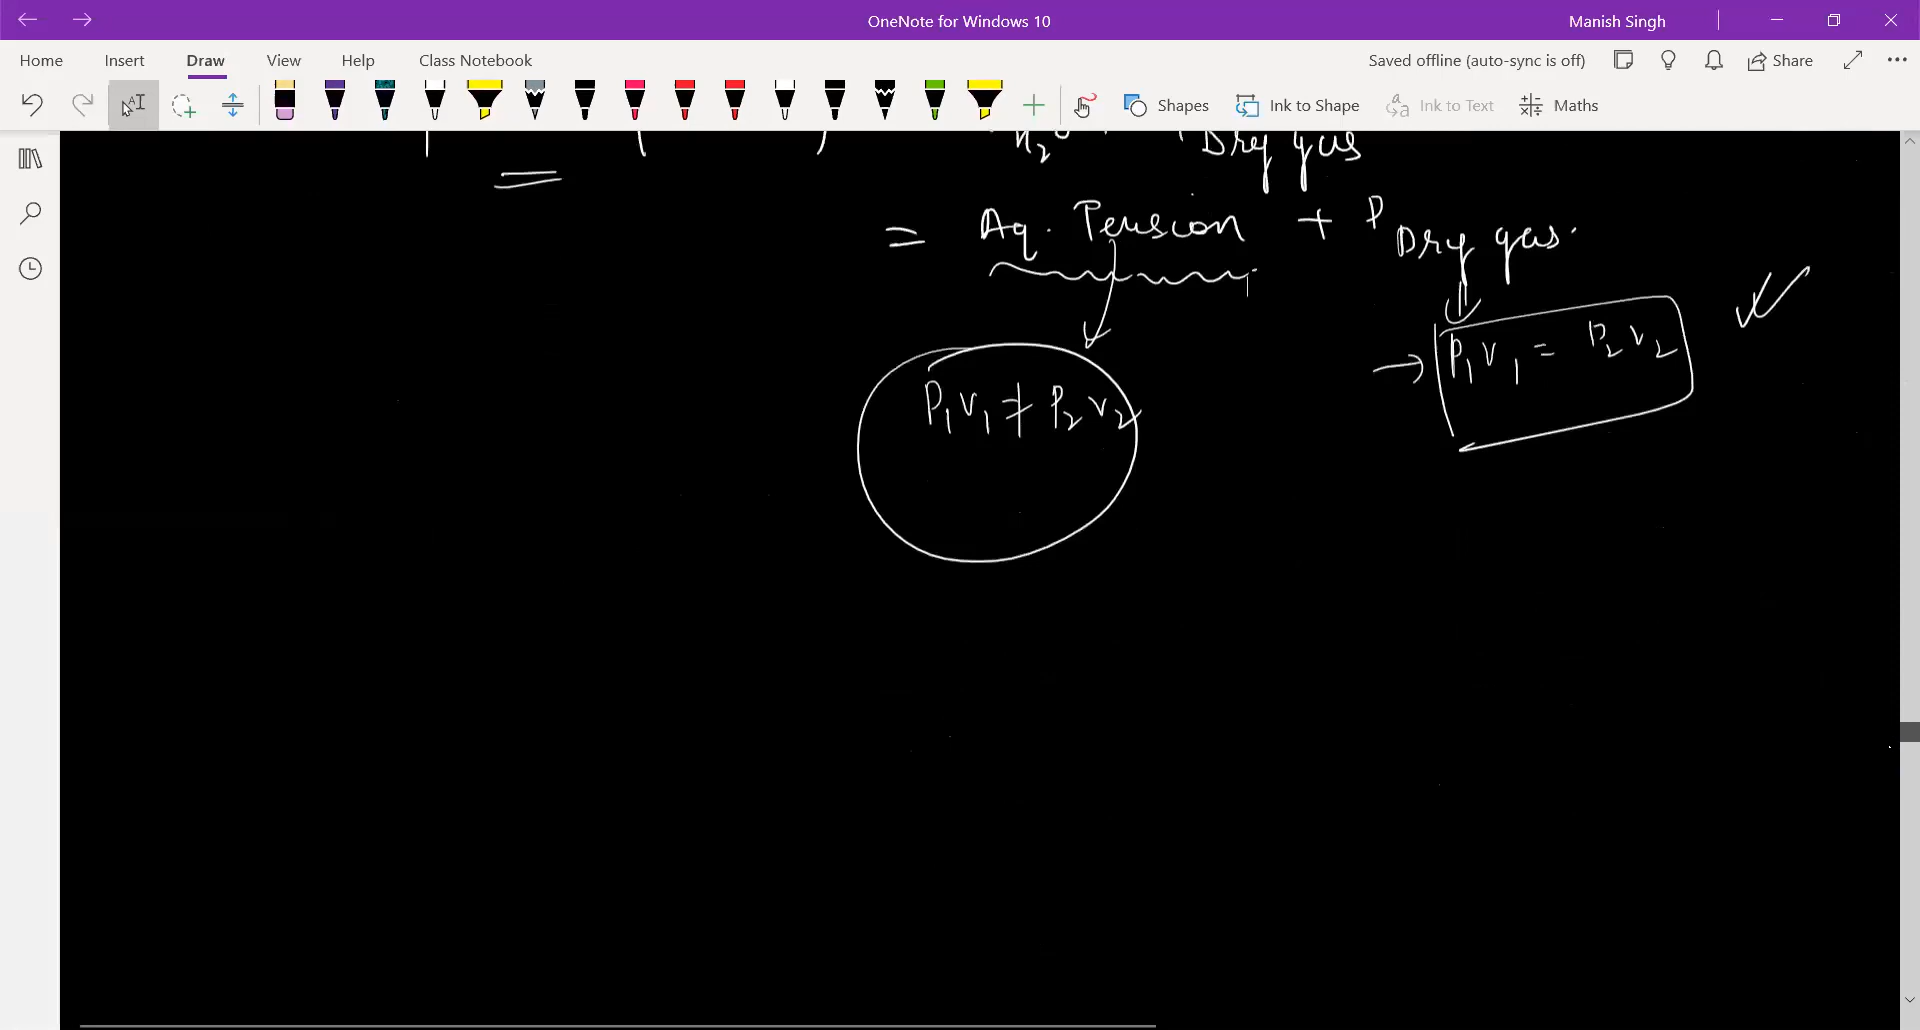 OneNote for Windows 10
Manish Singh
Home Insert Draw View Help Class Notebook
Saved offline (auto-sync is off) Share
Shapes Ink to Shape Ink to Text Maths
H₂O Dry gas
= Aq. Tension + P Dry gas.
P₁V₁ = P₂V₂
P₁V₁ ≠ P₂V₂